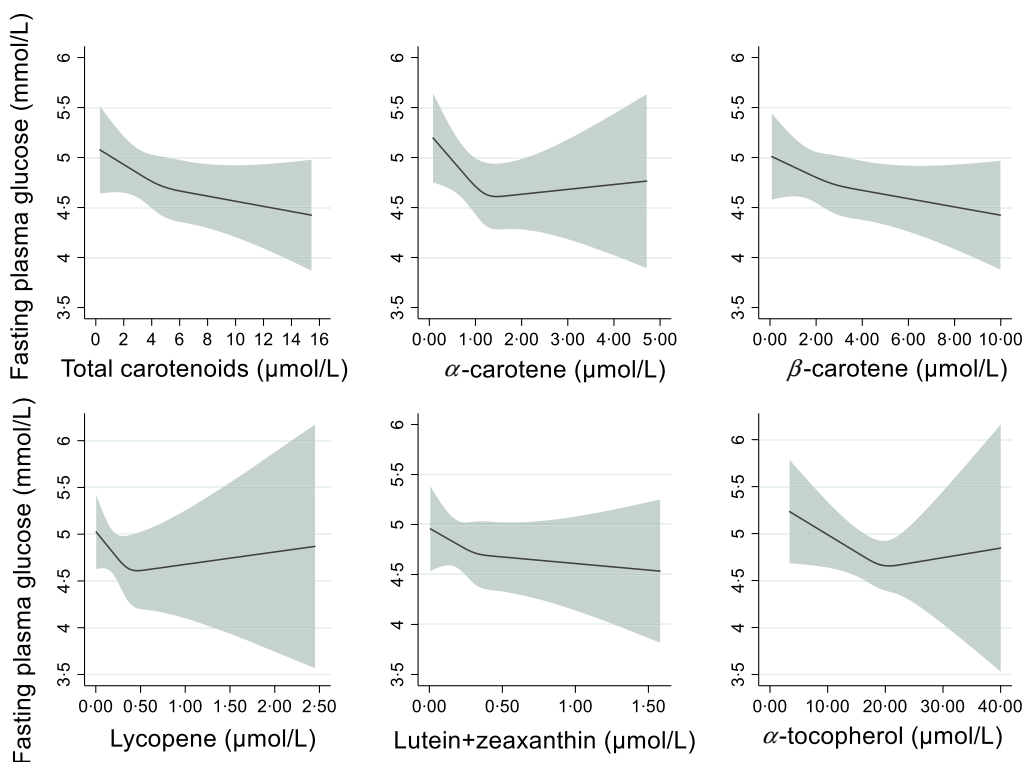 Fasting plasma glucose (mmol/L)
6
5·5
5
4·5
4
3·5
0 2 4 6 8 10 12 14 16
Total carotenoids (μmol/L)
6
5·5
5
4·5
4
3·5
0·00 1·00 2·00 3·00 4·00 5·00
α-carotene (μmol/L)
6
5·5
5
4·5
4
3·5
0·00 2·00 4·00 6·00 8·00 10·00
β-carotene (μmol/L)
Fasting plasma glucose (mmol/L)
6
5·5
5
4·5
4
3·5
0·00 0·50 1·00 1·50 2·00 2·50
Lycopene (μmol/L)
6
5·5
5
4·5
4
3·5
0·00 0·50 1·00 1·50
Lutein+zeaxanthin (μmol/L)
6
5·5
5
4·5
4
3·5
0·00 10·00 20·00 30·00 40·00
α-tocopherol (μmol/L)